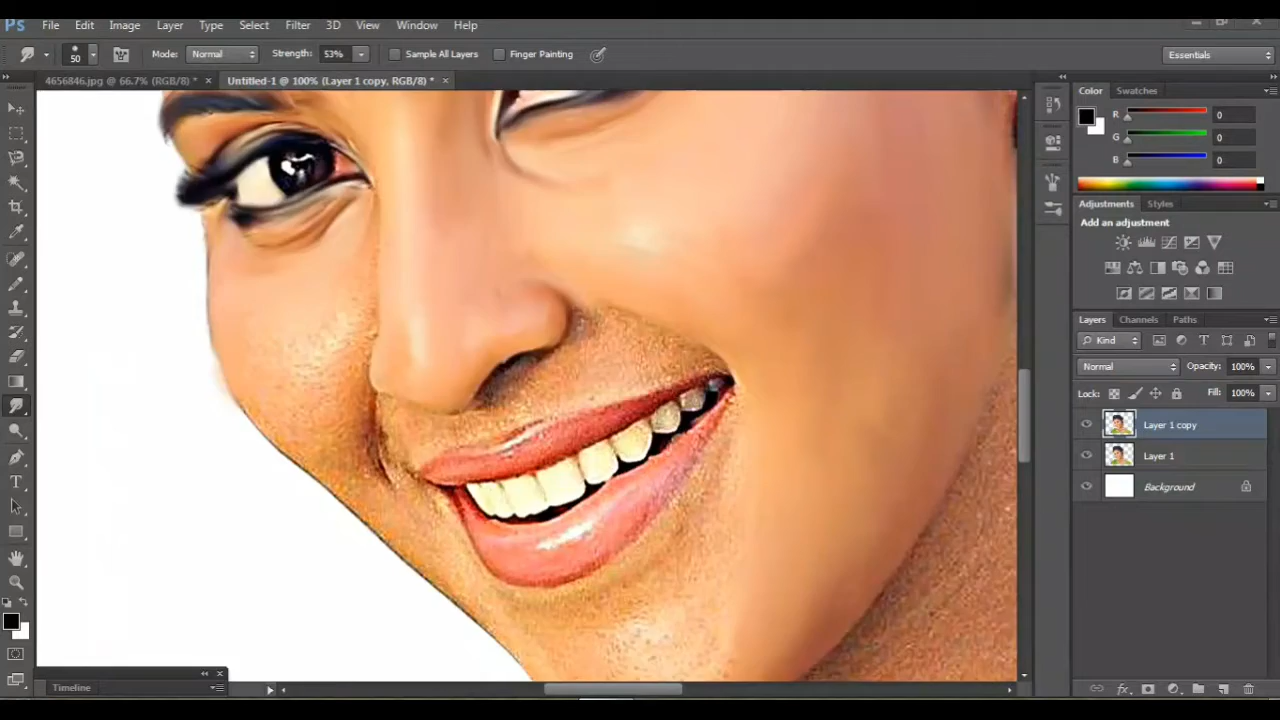 Ps File Edit Image Layer Type Select Filter 3D View Window Help
50 Mode: Normal Strength: 53% Sample All Layers Finger Painting Essentials
4656846.jpg @ 66.7% (RGB/8) * × Untitled-1 @ 100% (Layer 1 copy, RGB/8) * ×
Color Swatches
R 0
G 0
B 0
Adjustments Styles
Add an adjustment
Layers Channels Paths
Kind
Normal Opacity: 100%
Lock: Fill: 100%
Layer 1 copy
Layer 1
Background
Timeline